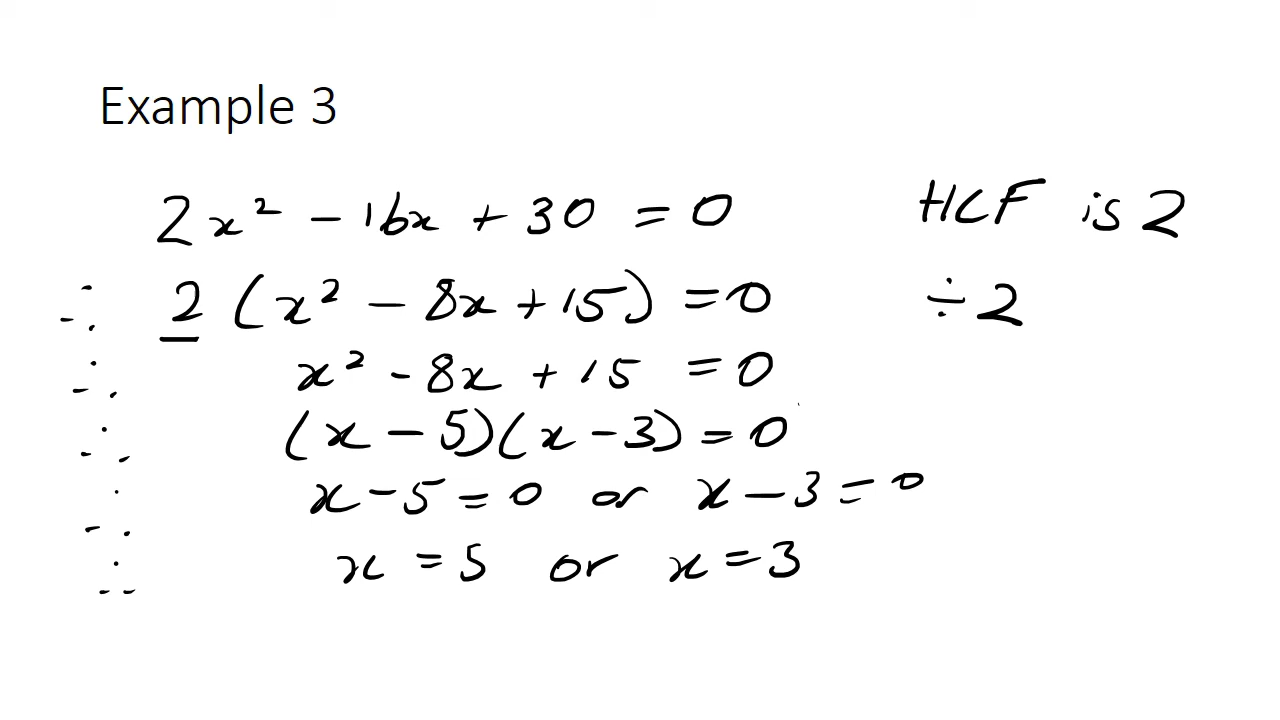 Example 3
2x² - 16x + 30 = 0 HCF is 2
∴ 2 (x² - 8x + 15) = 0 ÷ 2
∴ x² - 8x + 15 = 0
∴ (x - 5)(x - 3) = 0
∴ x - 5 = 0 or x - 3 = 0
∴ x = 5 or x = 3